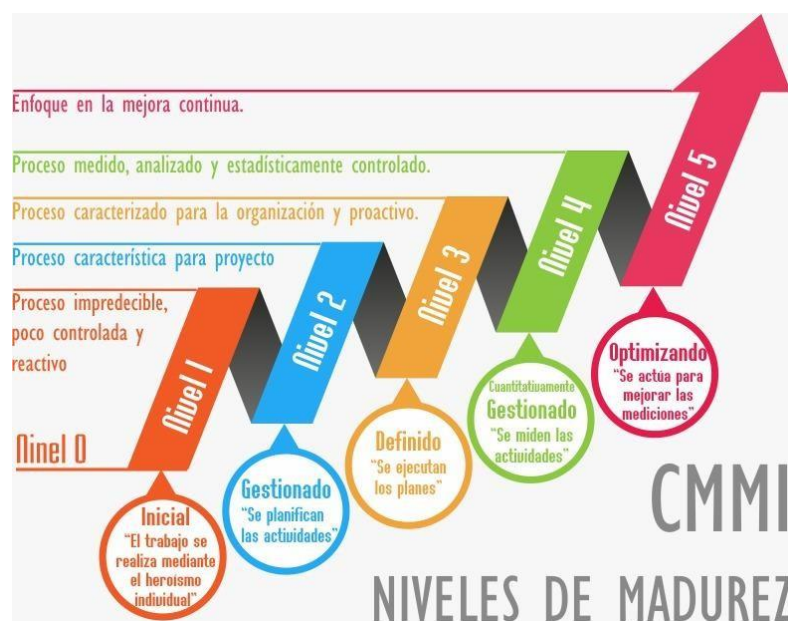 Enfoque en la mejora continua.
Proceso medido, analizado y estadísticamente controlado.
Proceso caracterizado para la organización y proactivo.
Proceso característica para proyecto
Proceso impredecible,
poco controlada y
reactivo
Ninel 0
Nivel 1
Nivel 2
Nivel 3
Nivel 4
Nivel 5
Inicial
"El trabajo se
realiza mediante
el heroísmo
individual"
Gestionado
"Se planifican
las actividades"
Definido
"Se ejecutan
los planes"
Cuantitativamente
Gestionado
"Se miden las
actividades"
Optimizando
"Se actúa para
mejorar las
mediciones"
CMMI
NIVELES DE MADUREZ